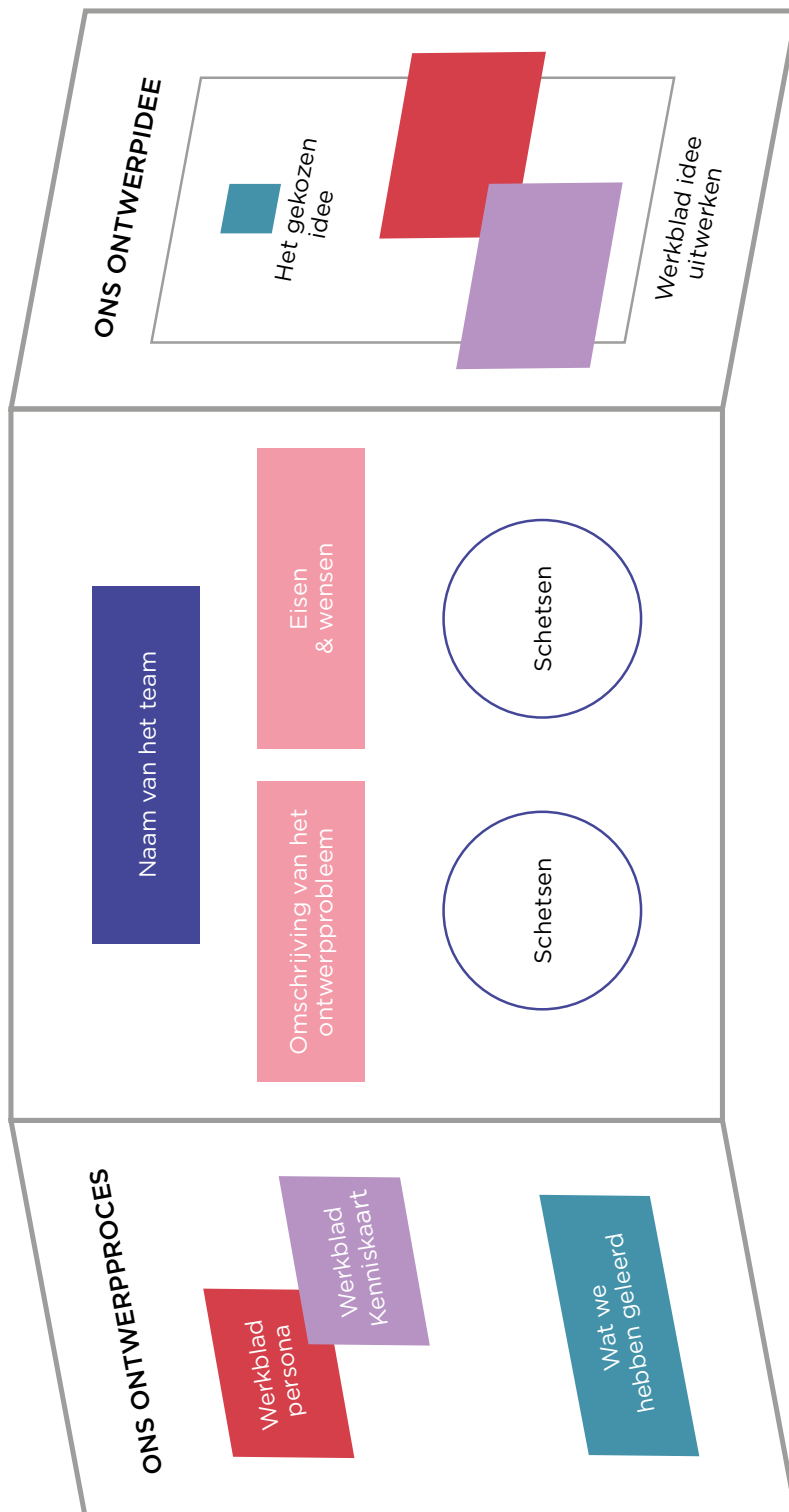 ONS ONTWERPPROCES
Werkblad
persona
Werkblad
Kenniskaart
Wat we
hebben geleerd
Naam van het team
Omschrijving van het
ontwerpprobleem
Eisen
& wensen
Schetsen
Schetsen
ONS ONTWERPIDEE
Het gekozen
idee
Werkblad idee
uitwerken